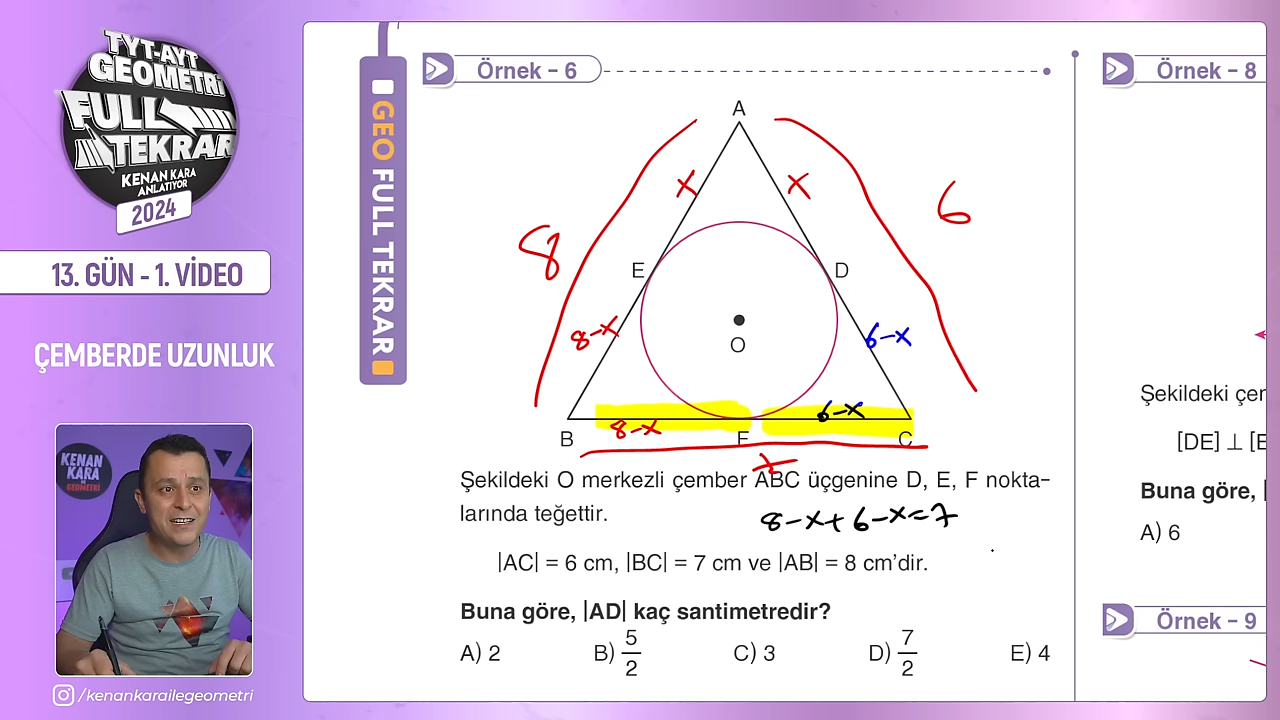 TYT-AYT
GEOMETRİ
FULL
TEKRAR
KENAN KARA
ANLATIYOR
2024
13. GÜN - 1. VİDEO
ÇEMBERDE UZUNLUK
KENAN
KARA
GEOMETRİ
/kenankarailegeometri
GEO FULL TEKRAR
Örnek - 6
A
x
x
8
6
E
D
8-x
6-x
O
8-x
6-x
B
F
C
7
Şekildeki O merkezli çember ABC üçgenine D, E, F nokta-
larında teğettir.
8-x+6-x=7
|AC| = 6 cm, |BC| = 7 cm ve |AB| = 8 cm'dir.
Buna göre, |AD| kaç santimetredir?
A) 2 B) 5/2 C) 3 D) 7/2 E) 4
Örnek - 8
Şekildeki çer
[DE] ⊥ [E
Buna göre, |
A) 6
Örnek - 9